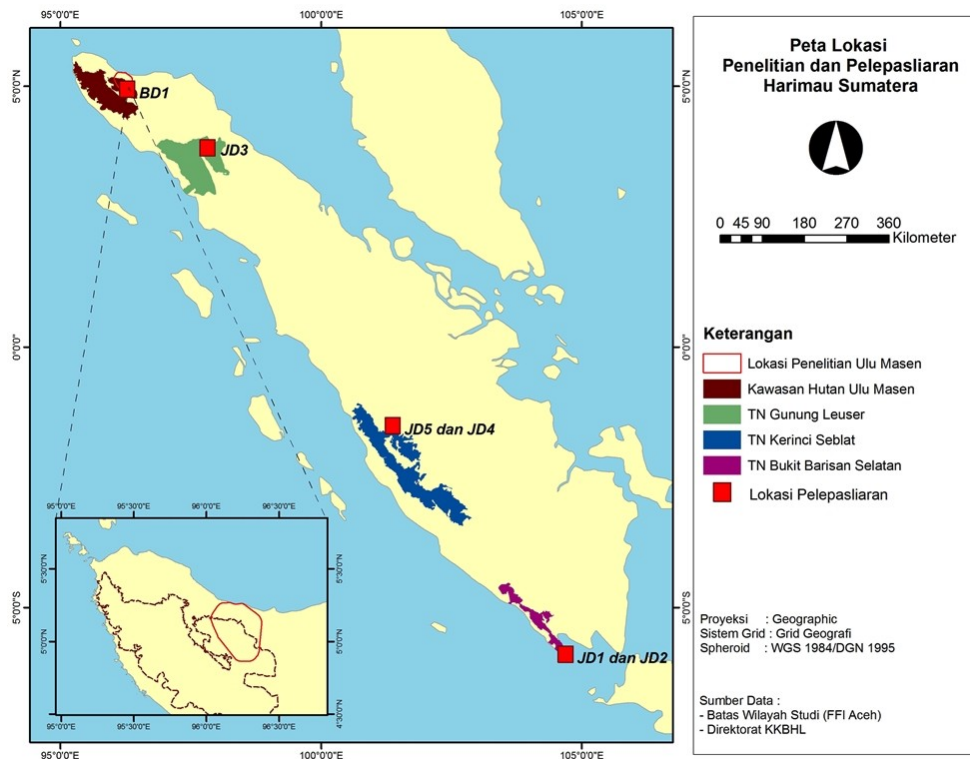 95°0'0"E 100°0'0"E 105°0'0"E
5°0'0"N 5°0'0"N
BD1
JD3
0°0'0" 0°0'0"
JD5 dan JD4
5°0'0"S 5°0'0"S
JD1 dan JD2
95°0'0"E 100°0'0"E 105°0'0"E
95°0'0"E 95°30'0"E 96°0'0"E 96°30'0"E
5°30'0"N 5°30'0"N
5°0'0"N 5°0'0"N
4°30'0"N
95°0'0"E 95°30'0"E 96°0'0"E 96°30'0"E
Peta Lokasi
Penelitian dan Pelepasliaran
Harimau Sumatera
0 45 90 180 270 360
Kilometer
Keterangan
Lokasi Penelitian Ulu Masen
Kawasan Hutan Ulu Masen
TN Gunung Leuser
TN Kerinci Seblat
TN Bukit Barisan Selatan
Lokasi Pelepasliaran
Proyeksi : Geographic
Sistem Grid : Grid Geografi
Spheroid : WGS 1984/DGN 1995
Sumber Data :
- Batas Wilayah Studi (FFI Aceh)
- Direktorat KKBHL